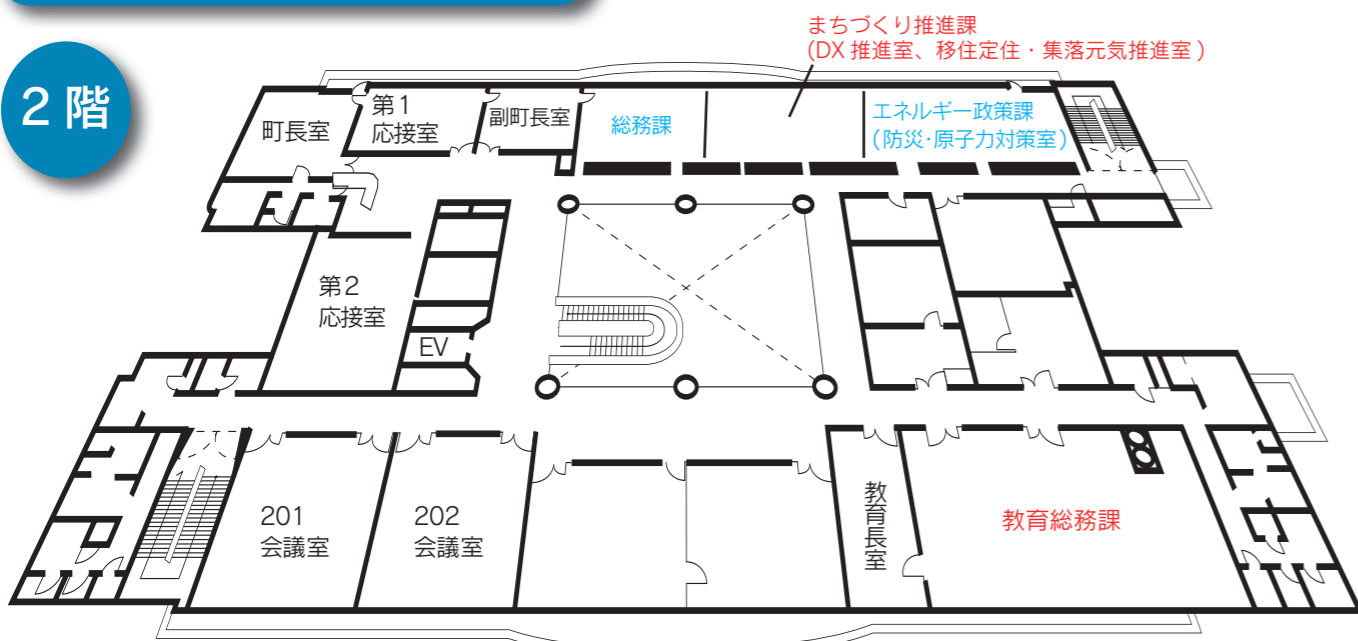 まちづくり推進課
(DX 推進室、移住定住・集落元気推進室 )
2 階
町長室
第1
応接室
副町長室
総務課
エネルギー政策課
(防災・原子力対策室)
第2
応接室
EV
201
会議室
202
会議室
教育長室
教育総務課